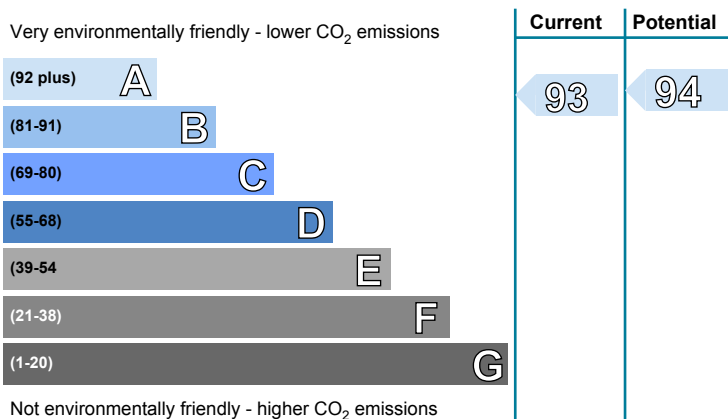 Very environmentally friendly - lower CO2 emissions
Current Potential
(92 plus) A
93 94
(81-91) B
(69-80) C
(55-68) D
(39-54 E
(21-38) F
(1-20) G
Not environmentally friendly - higher CO2 emissions